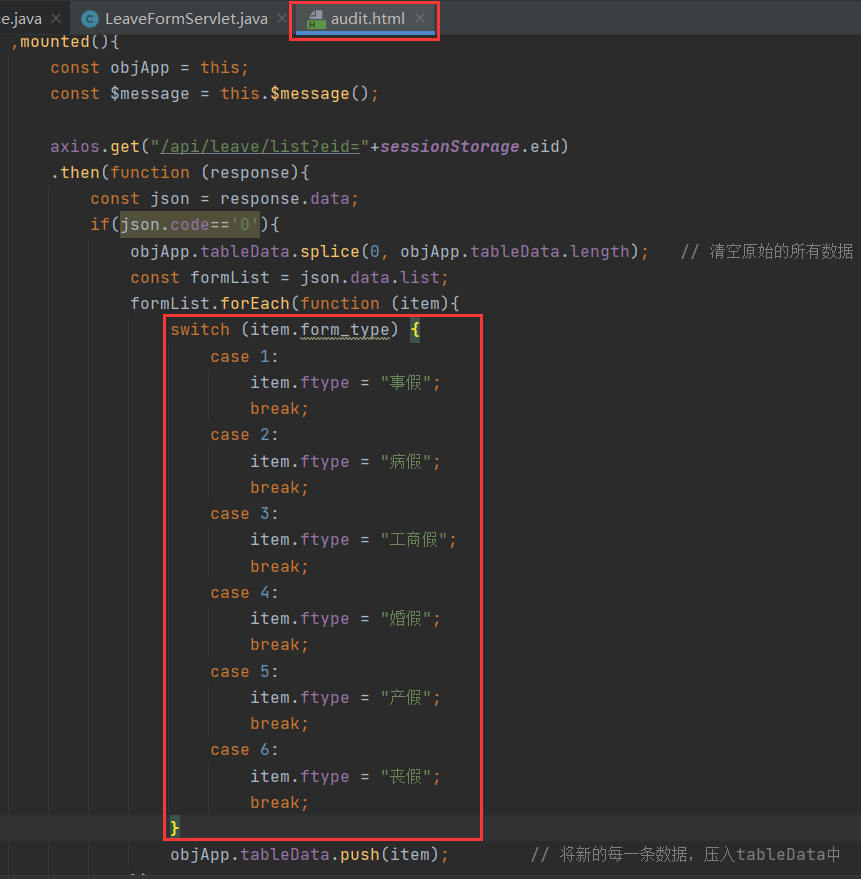 e.java LeaveFormServlet.java audit.html
,mounted(){
const objApp = this;
const $message = this.$message();
axios.get("/api/leave/list?eid="+sessionStorage.eid)
.then(function (response){
const json = response.data;
if(json.code=='0'){
objApp.tableData.splice(0, objApp.tableData.length); // 清空原始的所有数据
const formList = json.data.list;
formList.forEach(function (item){
switch (item.form_type) {
case 1:
item.ftype = "事假";
break;
case 2:
item.ftype = "病假";
break;
case 3:
item.ftype = "工商假";
break;
case 4:
item.ftype = "婚假";
break;
case 5:
item.ftype = "产假";
break;
case 6:
item.ftype = "丧假";
break;
}
objApp.tableData.push(item); // 将新的每一条数据，压入tableData中